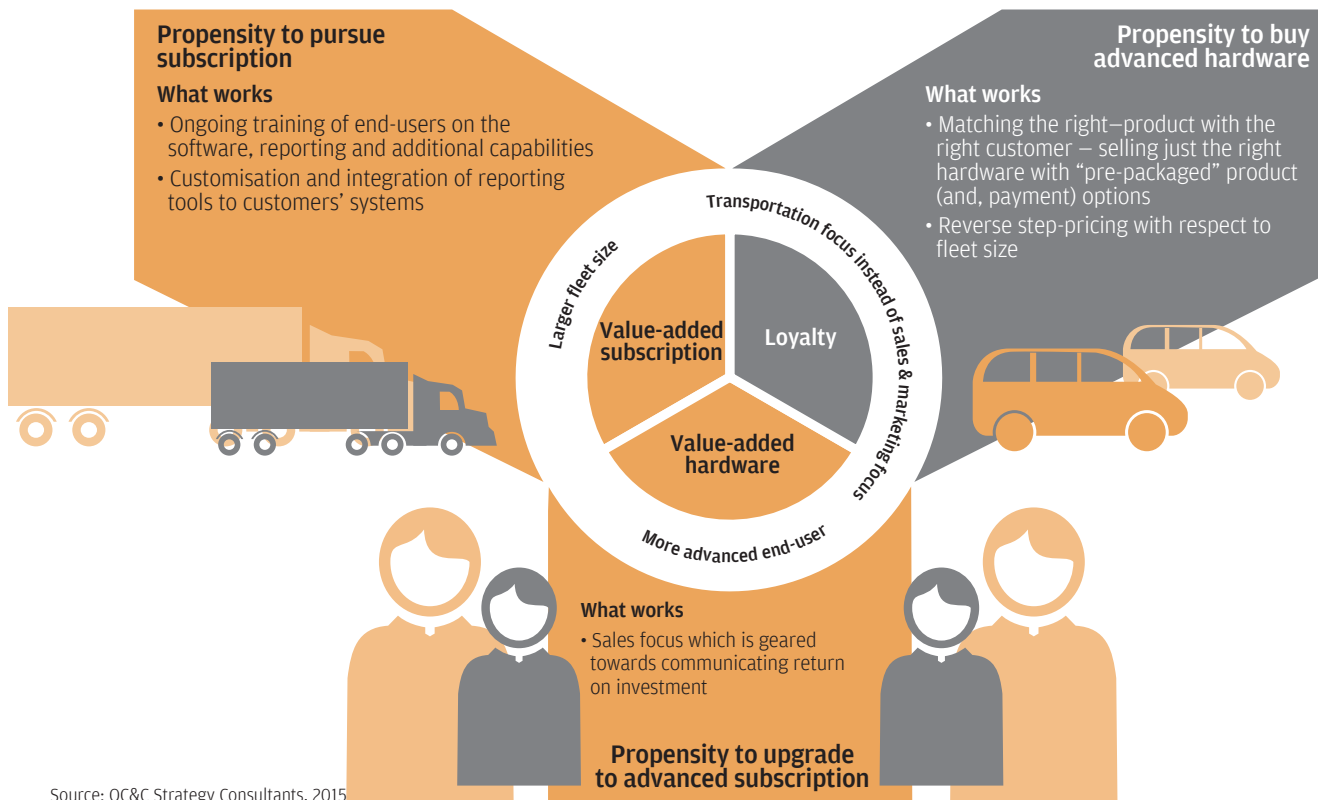 Propensity to pursue
subscription
What works
• Ongoing training of end-users on the
software, reporting and additional capabilities
• Customisation and integration of reporting
tools to customers’ systems
Propensity to buy
advanced hardware
What works
• Matching the right–product with the
right customer – selling just the right
hardware with “pre-packaged” product
(and, payment) options
• Reverse step-pricing with respect to
fleet size
Larger fleet size
Transportation focus instead of sales & marketing focus
More advanced end-user
Value-added
subscription
Loyalty
Value-added
hardware
What works
• Sales focus which is geared
towards communicating return
on investment
Propensity to upgrade
to advanced subscription
Source: OC&C Strategy Consultants, 2015